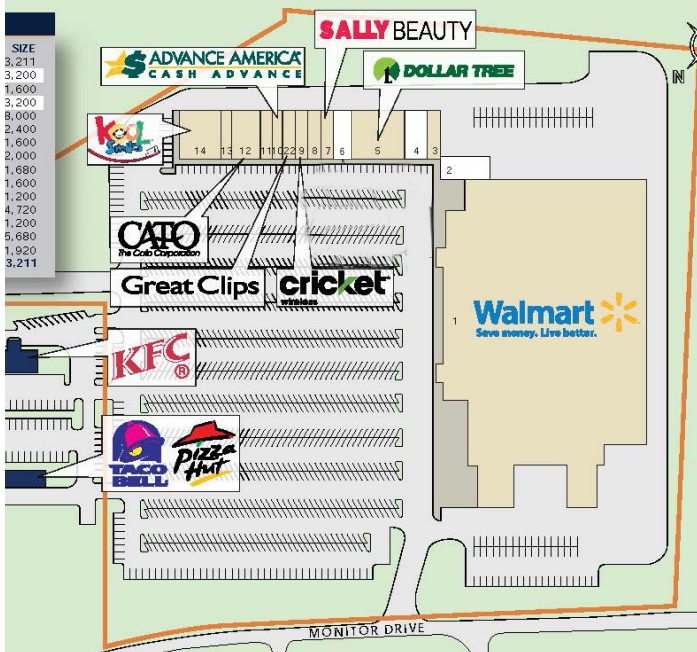 SIZE
3,211
3,200
1,600
3,200
8,000
2,400
1,600
2,000
1,680
1,600
1,200
4,720
1,200
5,680
1,920
3,211
SALLY BEAUTY
ADVANCE AMERICA
CASH ADVANCE
DOLLAR TREE
N
Kool
Smiles
14 13 12 11 10 22 9 8 7 6 5 4 3
2
CATO
The Cato Corporation
Great Clips
cricket
wireless
1
Walmart
Save money. Live better.
KFC
®
TACO
BELL
Pizza
Hut
MONITOR DRIVE